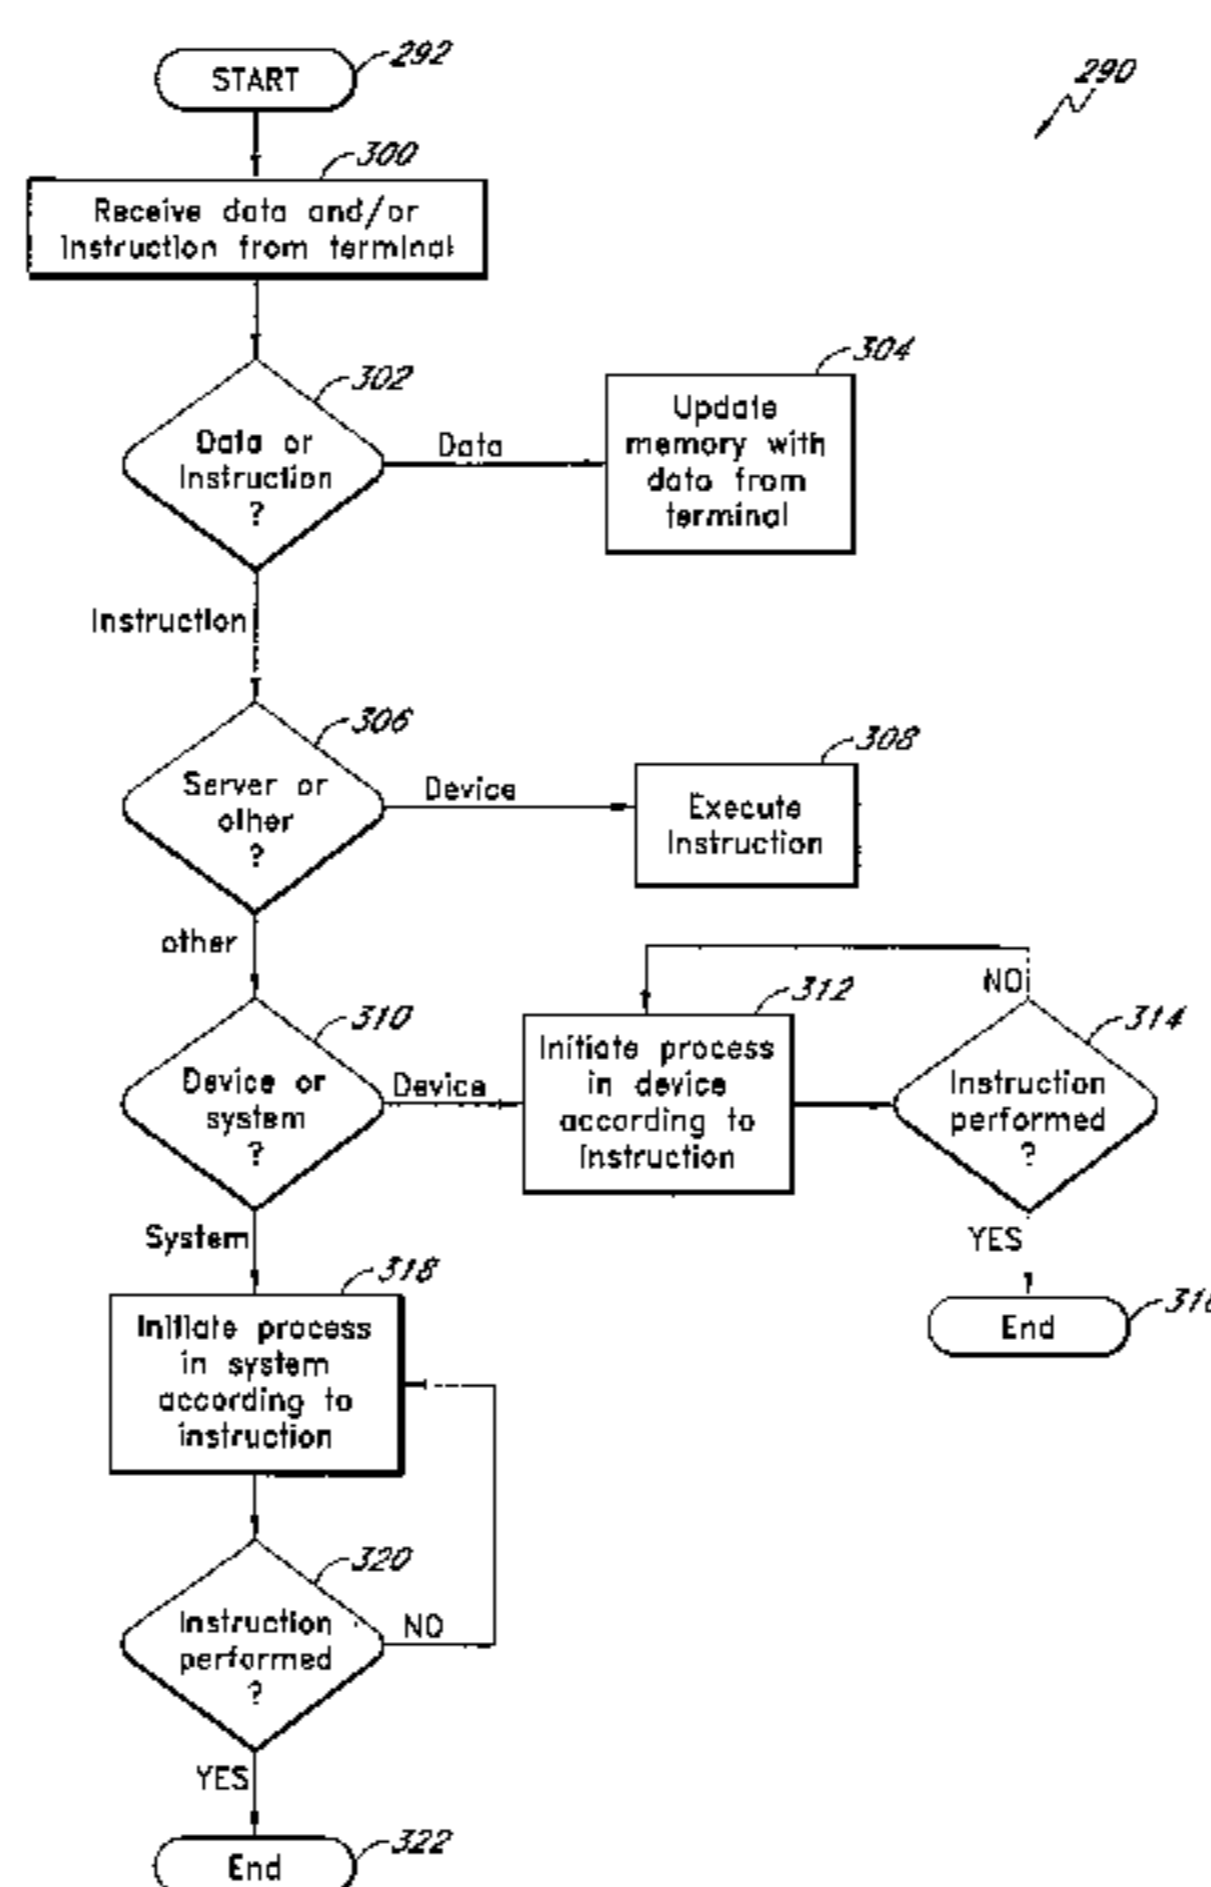 START
292
290
300
Receive data and/or
instruction from terminal
302
Data or
Instruction
?
Data
304
Update
memory with
data from
terminal
Instruction
306
Server or
other
?
Device
308
Execute
Instruction
other
310
Device or
system
?
Device
312
Initiate process
in device
according to
instruction
NO
314
Instruction
performed
?
YES
End
System
318
Initiate process
in system
according to
instruction
320
Instruction
performed
?
NO
YES
End
322